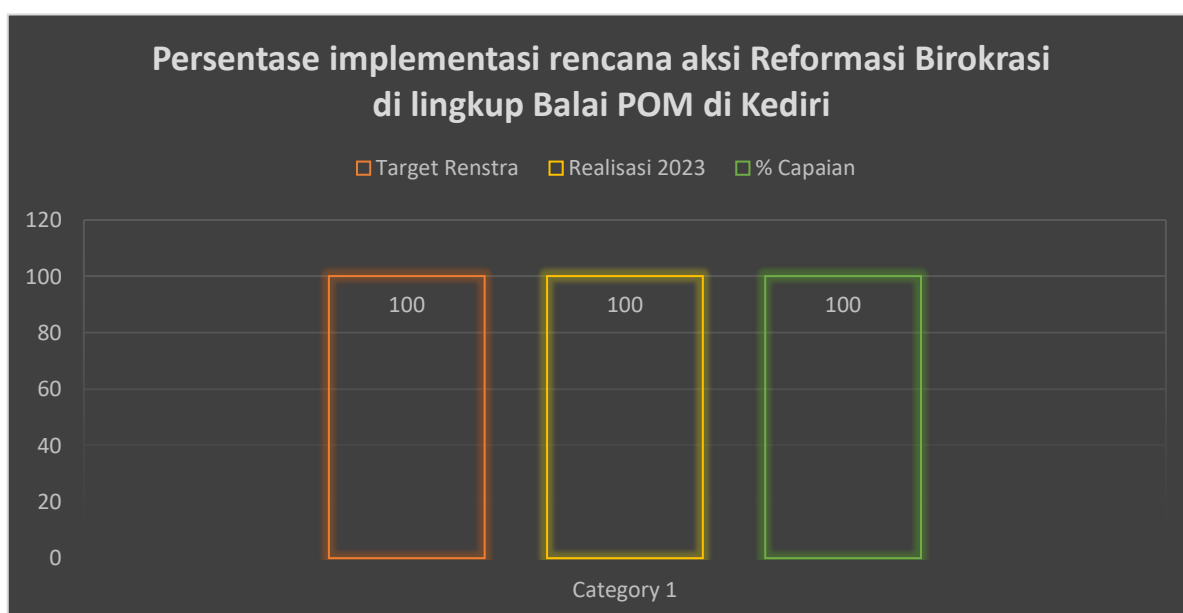 Persentase implementasi rencana aksi Reformasi Birokrasi
di lingkup Balai POM di Kediri
Target Renstra Realisasi 2023 % Capaian
120
100
80
60
40
20
0
100 100 100
Category 1